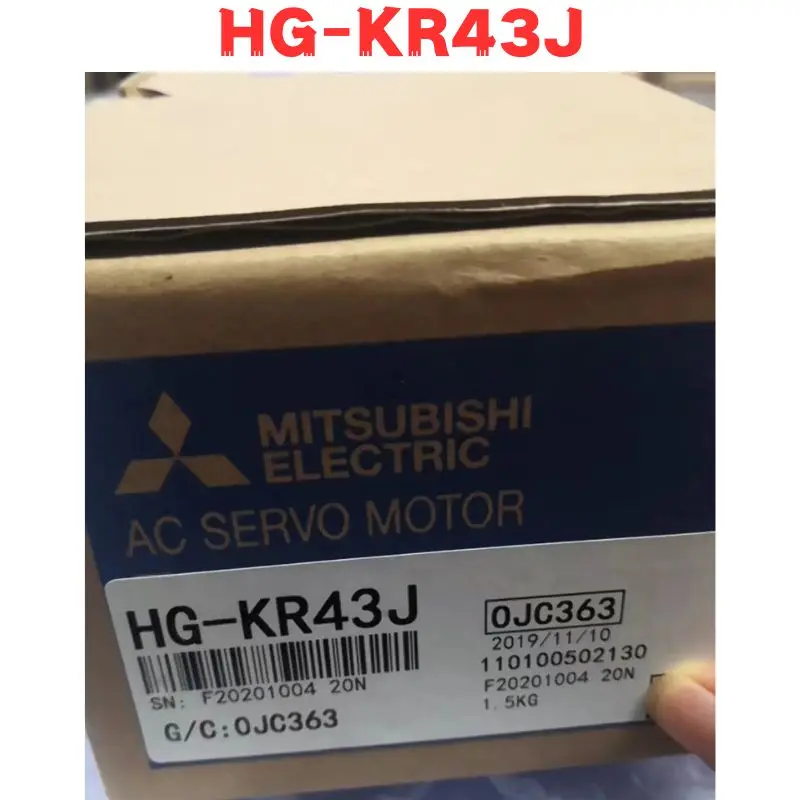 HG-KR43J
MITSUBISHI
ELECTRIC
AC SERVO MOTOR
HG-KR43J
0JC363
2019/11/10
110100502130
SN: F20201004 20N
F20201004 20N
G/C:0JC363
1.5KG